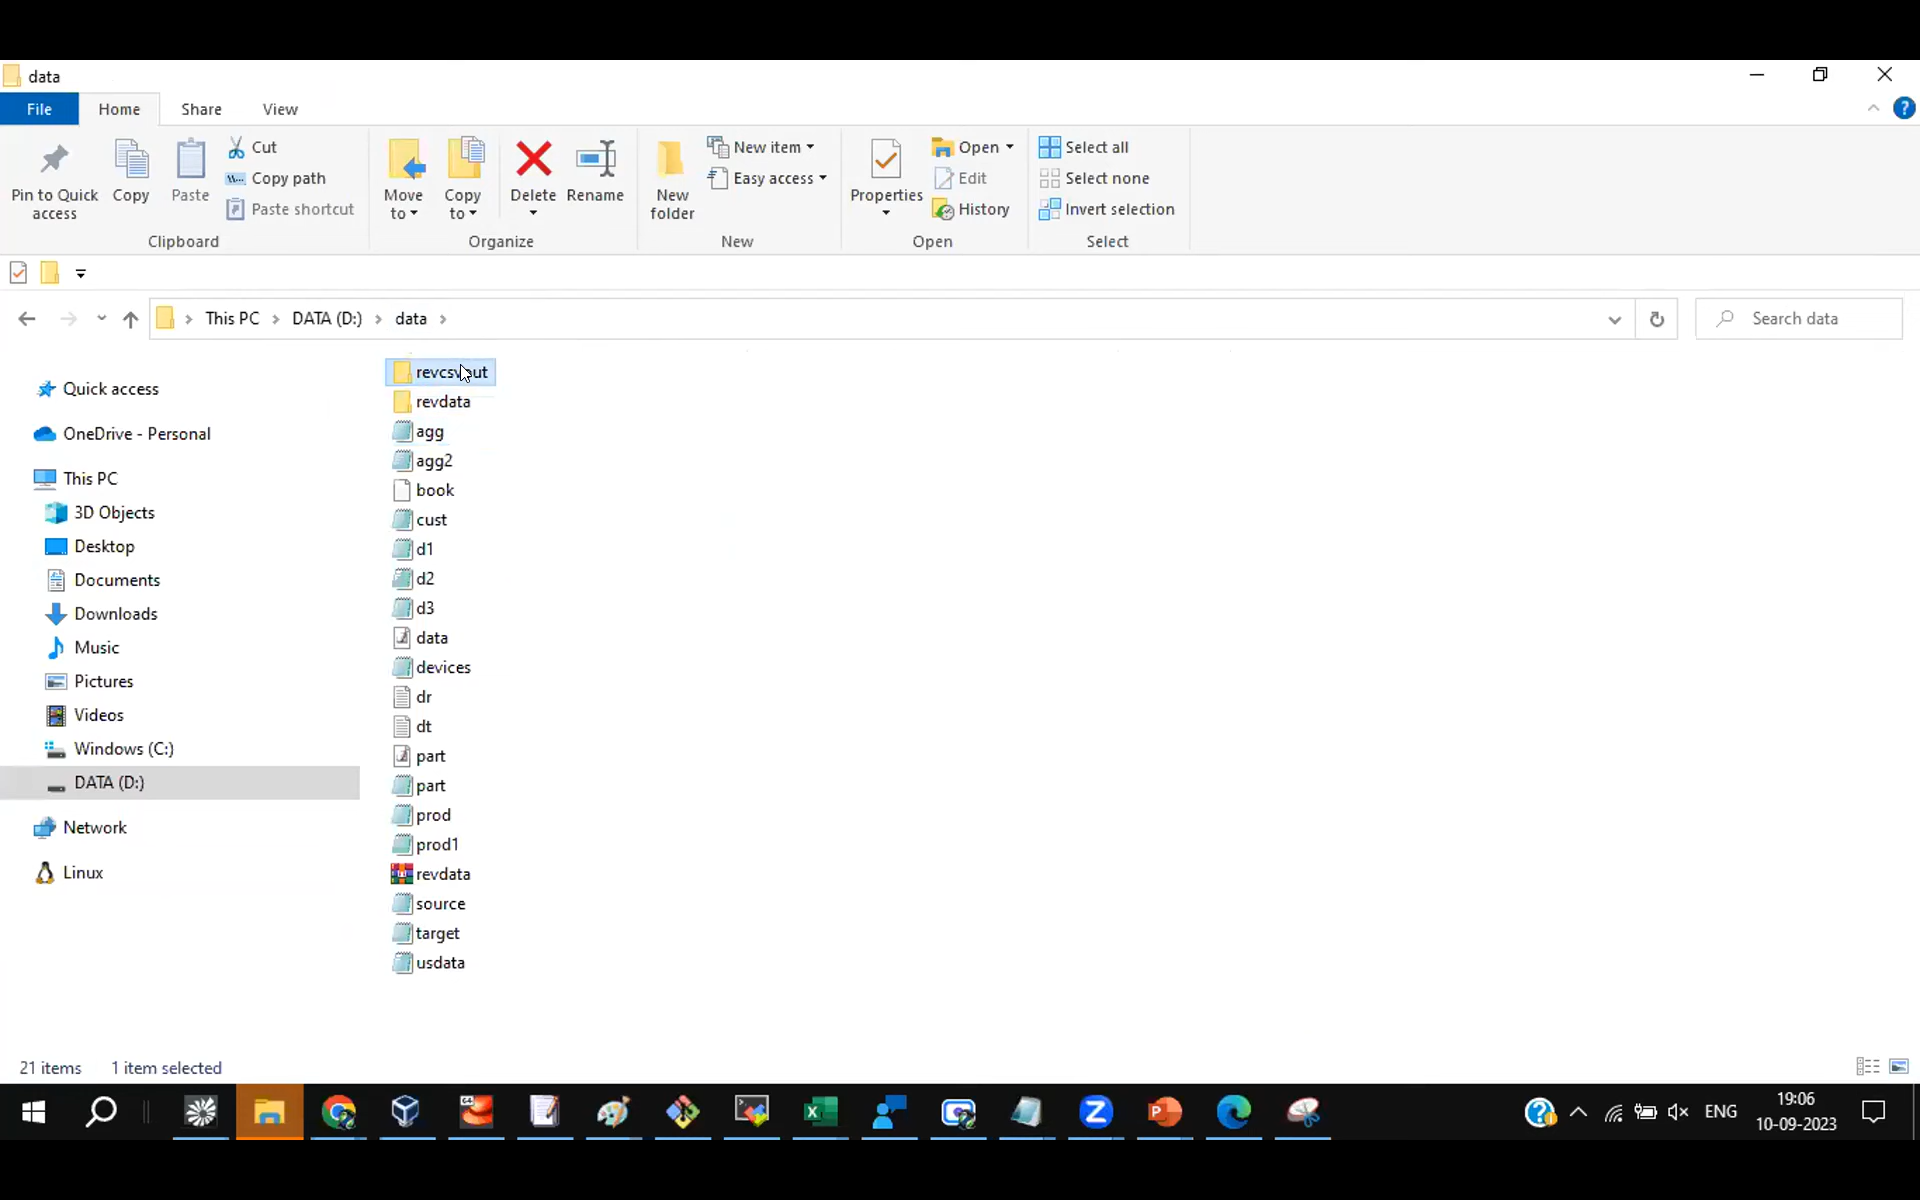 data
File Home Share View
Pin to Quick access
Copy
Paste
Cut
Copy path
Paste shortcut
Clipboard
Move to
Copy to
Delete
Rename
Organize
New folder
New item
Easy access
New
Properties
Open
Edit
History
Open
Select all
Select none
Invert selection
Select
This PC > DATA (D:) > data >
Search data
Quick access
OneDrive - Personal
This PC
3D Objects
Desktop
Documents
Downloads
Music
Pictures
Videos
Windows (C:)
DATA (D:)
Network
Linux
revdata
agg
agg2
book
cust
d1
d2
d3
data
devices
dr
dt
part
part
prod
prod1
revdata
source
target
usdata
21 items 1 item selected
ENG
19:06
10-09-2023